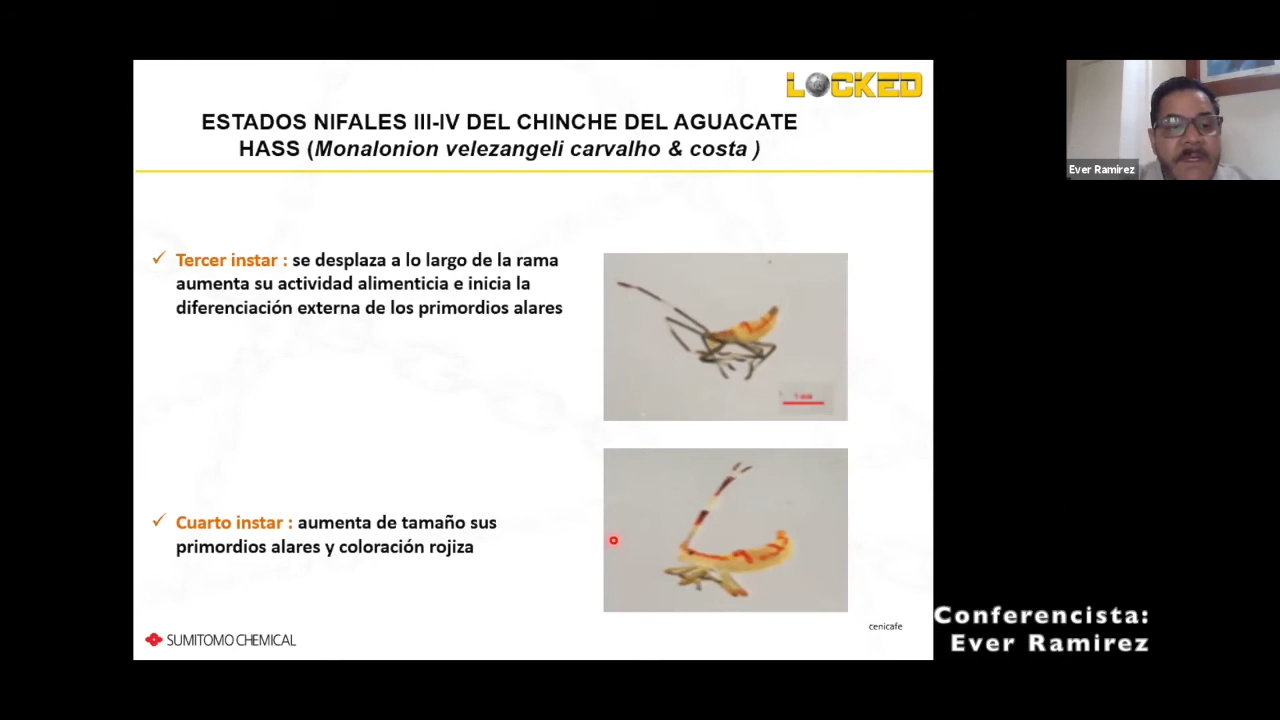 LOCKED
ESTADOS NIFALES III-IV DEL CHINCHE DEL AGUACATE
HASS (Monalonion velezangeli carvalho & costa )
✓ Tercer instar : se desplaza a lo largo de la rama
aumenta su actividad alimenticia e inicia la
diferenciación externa de los primordios alares
✓ Cuarto instar : aumenta de tamaño sus
primordios alares y coloración rojiza
cenicafe
SUMITOMO CHEMICAL
Ever Ramirez
Conferencista:
Ever Ramirez